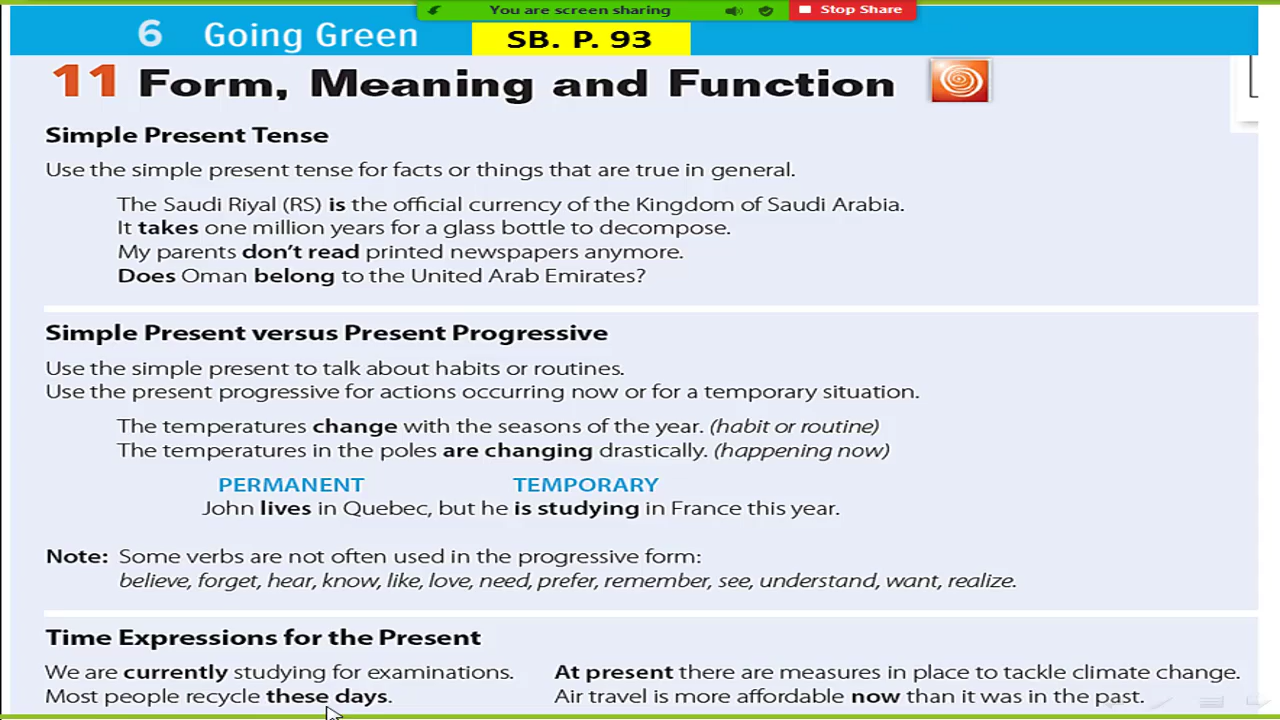 You are screen sharing
Stop Share
6 Going Green
SB. P. 93
11 Form, Meaning and Function
Simple Present Tense
Use the simple present tense for facts or things that are true in general.
The Saudi Riyal (RS) is the official currency of the Kingdom of Saudi Arabia.
It takes one million years for a glass bottle to decompose.
My parents don't read printed newspapers anymore.
Does Oman belong to the United Arab Emirates?
Simple Present versus Present Progressive
Use the simple present to talk about habits or routines.
Use the present progressive for actions occurring now or for a temporary situation.
The temperatures change with the seasons of the year. (habit or routine)
The temperatures in the poles are changing drastically. (happening now)
PERMANENT TEMPORARY
John lives in Quebec, but he is studying in France this year.
Note: Some verbs are not often used in the progressive form:
believe, forget, hear, know, like, love, need, prefer, remember, see, understand, want, realize.
Time Expressions for the Present
We are currently studying for examinations.
Most people recycle these days.
At present there are measures in place to tackle climate change.
Air travel is more affordable now than it was in the past.